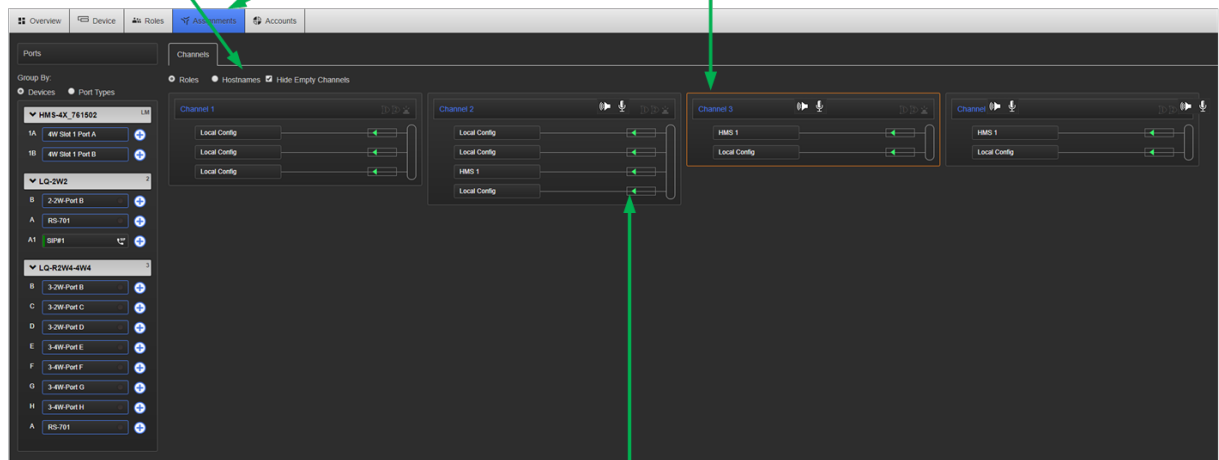 Overview Device Roles Assignments Accounts
Ports
Channels
Group By:
Devices Port Types
Roles Hostnames Hide Empty Channels
HMS-4X_761502 LM
1A 4W Slot 1 Port A
1B 4W Slot 1 Port B
LQ-2W2 2
B 2-2W-Port B
A RS-701
A1 SIP#1
LQ-R2W4-4W4 3
B 3-2W-Port B
C 3-2W-Port C
D 3-2W-Port D
E 3-4W-Port E
F 3-4W-Port F
G 3-4W-Port G
H 3-4W-Port H
A RS-701
Channel 1
Local Config
Local Config
Local Config
Channel 2
Local Config
Local Config
HMS 1
Local Config
Channel 3
HMS 1
Local Config
Channel
HMS 1
Local Config